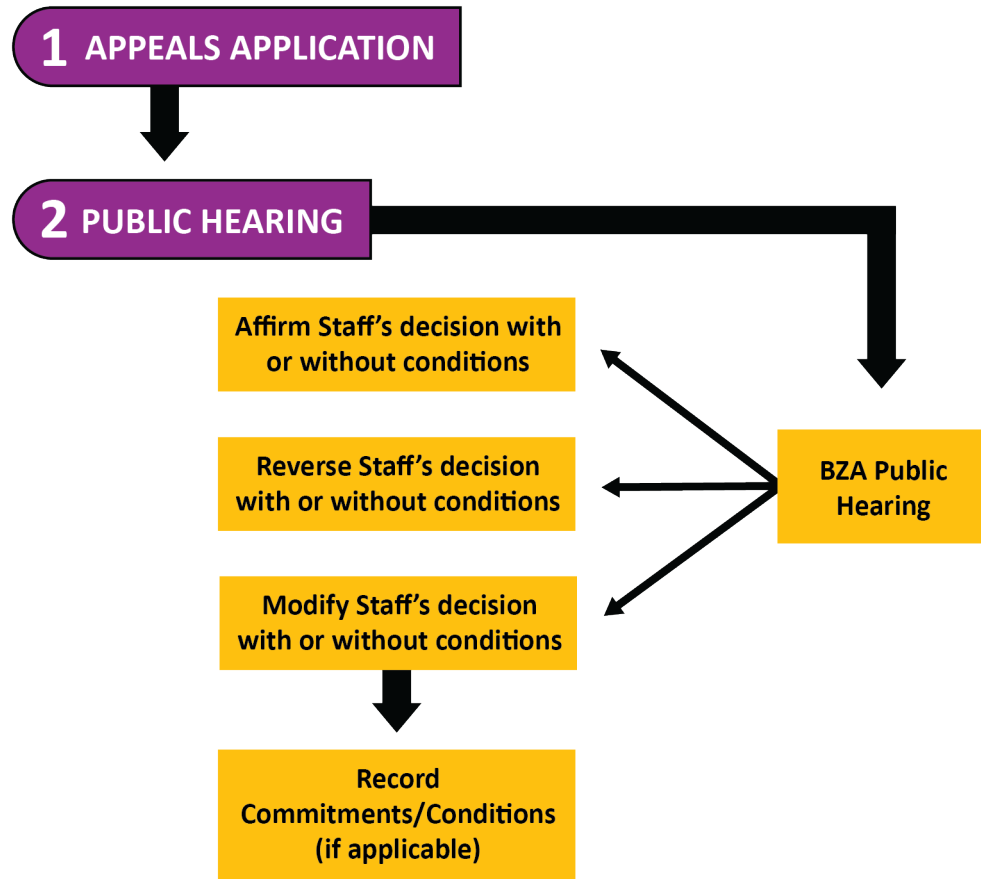 1 APPEALS APPLICATION
2 PUBLIC HEARING
Affirm Staff’s decision with
or without conditions
Reverse Staff’s decision
with or without conditions
BZA Public
Hearing
Modify Staff’s decision
with or without conditions
Record
Commitments/Conditions
(if applicable)